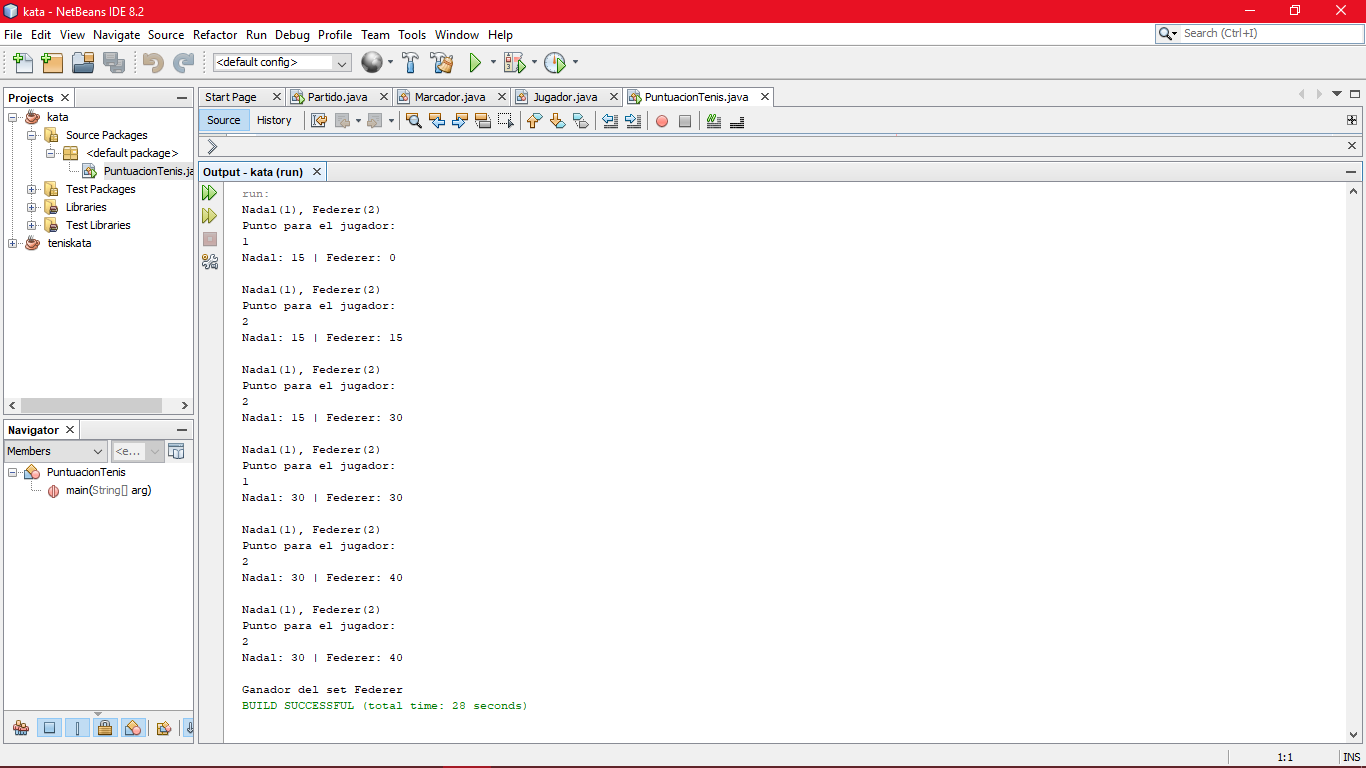 kata - NetBeans IDE 8.2
File Edit View Navigate Source Refactor Run Debug Profile Team Tools Window Help
Search (Ctrl+I)
<default config>
Projects
Start Page
Partido.java
Marcador.java
Jugador.java
PuntuacionTenis.java
kata
Source Packages
<default package>
PuntuacionTenis.ja
Test Packages
Libraries
Test Libraries
teniskata
Source
History
Output - kata (run)
run:
Nadal(1), Federer(2)
Punto para el jugador:
1
Nadal: 15 | Federer: 0
Nadal(1), Federer(2)
Punto para el jugador:
2
Nadal: 15 | Federer: 15
Nadal(1), Federer(2)
Punto para el jugador:
2
Nadal: 15 | Federer: 30
Nadal(1), Federer(2)
Punto para el jugador:
1
Nadal: 30 | Federer: 30
Nadal(1), Federer(2)
Punto para el jugador:
2
Nadal: 30 | Federer: 40
Nadal(1), Federer(2)
Punto para el jugador:
2
Nadal: 30 | Federer: 40
Ganador del set Federer
BUILD SUCCESSFUL (total time: 28 seconds)
Navigator
Members
<e...
PuntuacionTenis
main(String[] arg)
1:1
INS